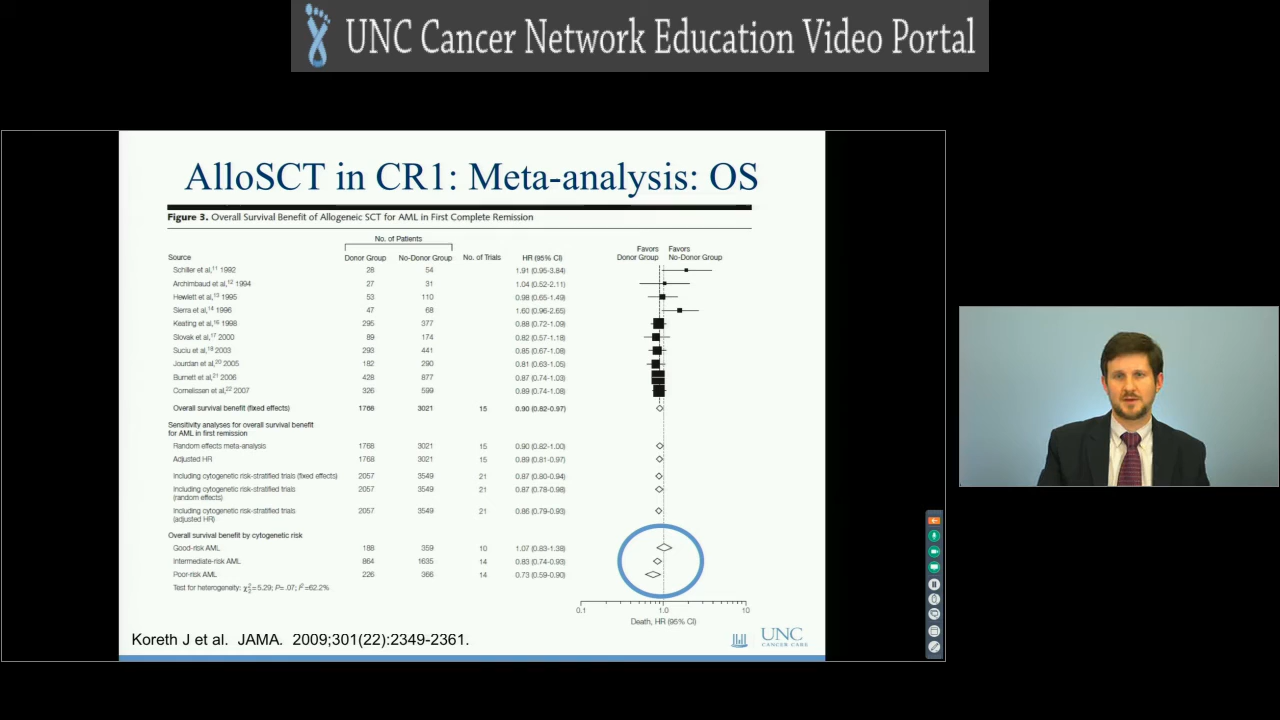 UNC Cancer Network Education Video Portal
AlloSCT in CR1: Meta-analysis: OS
Figure 3. Overall Survival Benefit of Allogeneic SCT for AML in First Complete Remission
No. of Patients
Favors Favors
Source Donor Group No-Donor Group No. of Trials HR (95% CI) Donor Group No-Donor Group
Schiller et al,11 1992 28 54 1.91 (0.95-3.84)
Archimbaud et al,12 1994 27 31 1.04 (0.52-2.11)
Hewlett et al,13 1995 53 110 0.98 (0.65-1.49)
Sierra et al,14 1996 47 68 1.60 (0.96-2.65)
Keating et al,16 1998 295 377 0.88 (0.72-1.09)
Slovak et al,17 2000 89 174 0.82 (0.57-1.18)
Suciu et al,19 2003 293 441 0.85 (0.67-1.08)
Jourdan et al,20 2005 182 290 0.81 (0.63-1.05)
Burnett et al,21 2006 428 877 0.87 (0.74-1.03)
Cornelissen et al,22 2007 326 599 0.89 (0.74-1.08)
Overall survival benefit (fixed effects) 1768 3021 15 0.90 (0.82-0.97)
Sensitivity analyses for overall survival benefit
for AML in first remission
Random effects meta-analysis 1768 3021 15 0.90 (0.82-1.00)
Adjusted HR 1768 3021 15 0.89 (0.81-0.97)
Including cytogenetic risk-stratified trials (fixed effects) 2057 3549 21 0.87 (0.80-0.94)
Including cytogenetic risk-stratified trials 2057 3549 21 0.87 (0.78-0.98)
(random effects)
Including cytogenetic risk-stratified trials 2057 3549 21 0.86 (0.79-0.93)
(adjusted HR)
Overall survival benefit by cytogenetic risk
Good-risk AML 188 359 10 1.07 (0.83-1.38)
Intermediate-risk AML 864 1635 14 0.83 (0.74-0.93)
Poor-risk AML 226 366 14 0.73 (0.59-0.90)
Test for heterogeneity: χ²₂=5.29; P=.07; I²=62.2%
0.1 1.0 10
Death, HR (95% CI)
Koreth J et al. JAMA. 2009;301(22):2349-2361.
UNC
CANCER CARE